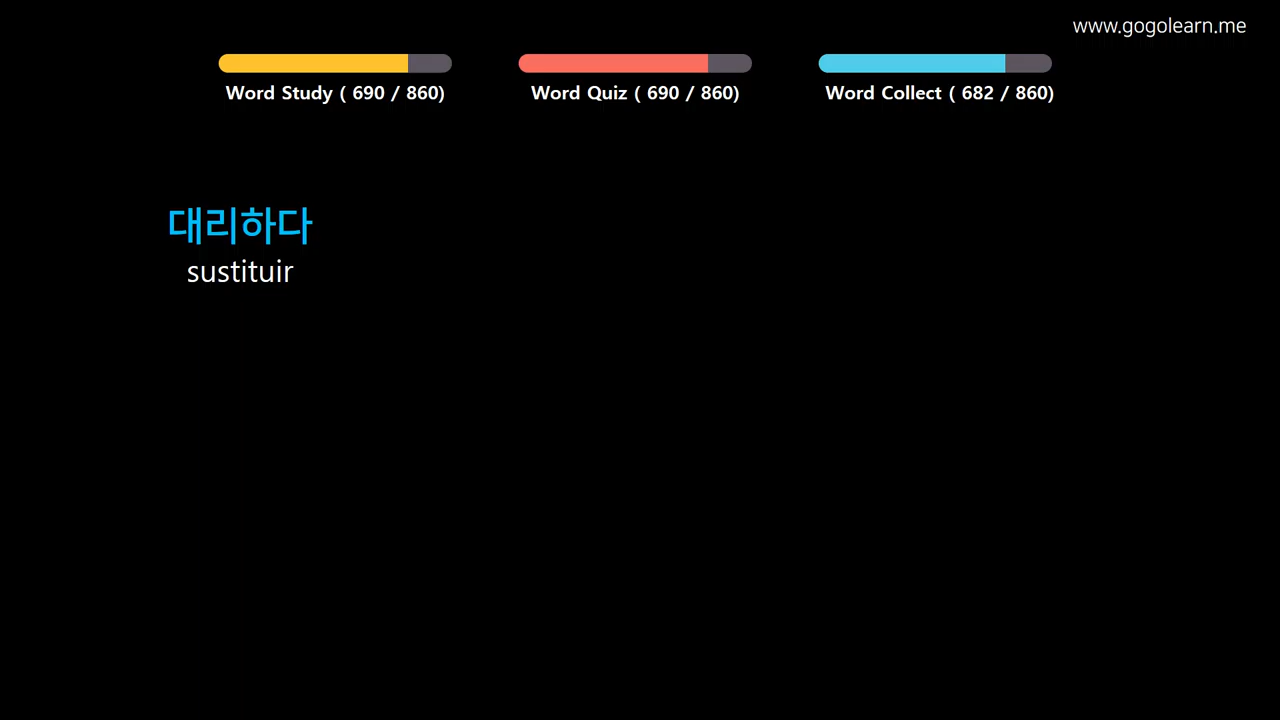 www.gogolearn.me
Word Study ( 690 / 860)
Word Quiz ( 690 / 860)
Word Collect ( 682 / 860)
대리하다
sustituir